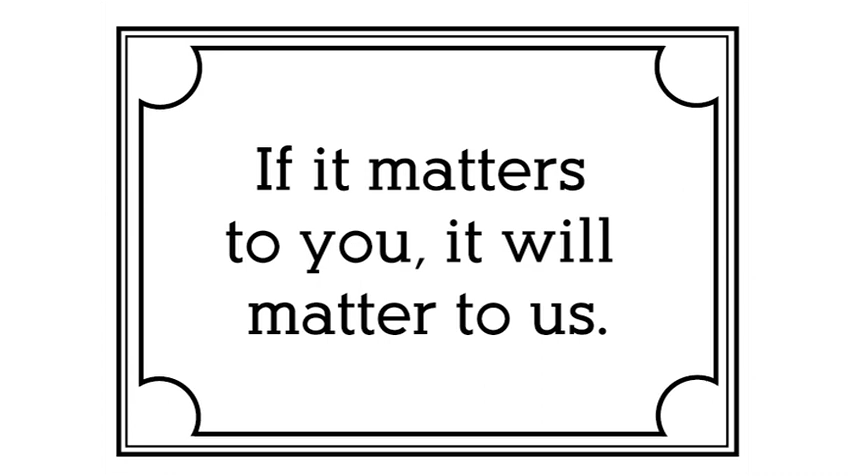 If it matters
to you, it will
matter to us.